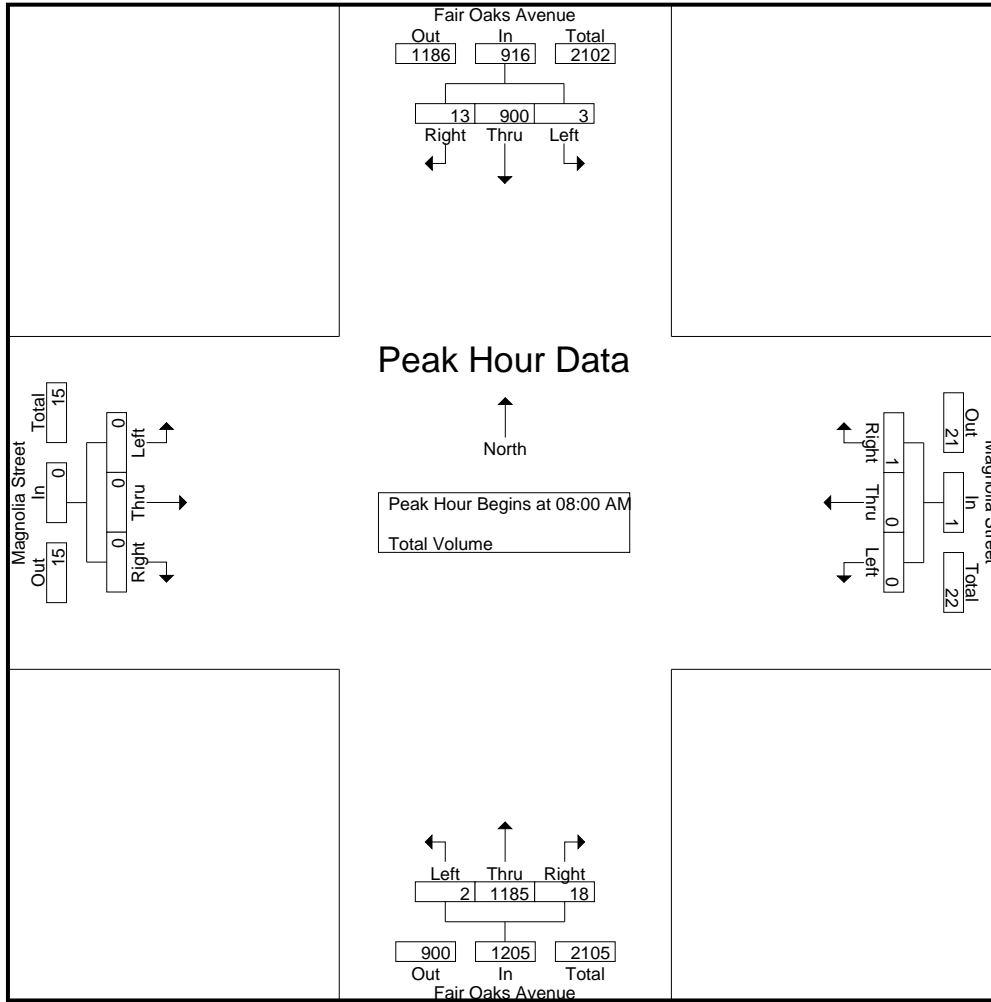 Fair Oaks Avenue
Out In Total
1186 916 2102
13 900 3
Right Thru Left
Peak Hour Data
North
Peak Hour Begins at 08:00 AM
Total Volume
Magnolia Street
Total In Out
15 0 15
0 0 0
Left Thru Right
Magnolia Street
Out In Total
21 1 22
1 0 0
Right Thru Left
Left Thru Right
2 1185 18
900 1205 2105
Out In Total
Fair Oaks Avenue